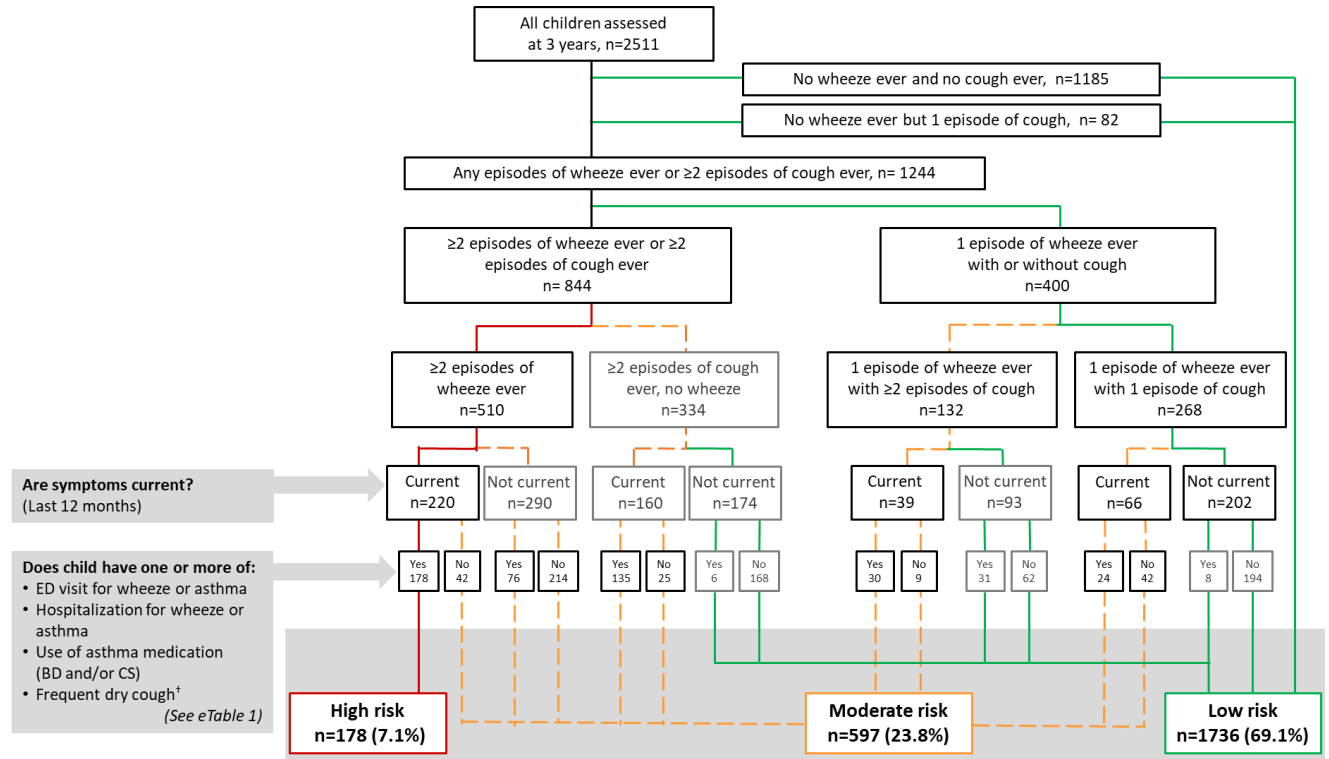 All children assessed
at 3 years, n=2511
No wheeze ever and no cough ever, n=1185
No wheeze ever but 1 episode of cough, n= 82
Any episodes of wheeze ever or ≥2 episodes of cough ever, n= 1244
≥2 episodes of wheeze ever or ≥2
episodes of cough ever
n= 844
1 episode of wheeze ever
with or without cough
n=400
≥2 episodes of
wheeze ever
n=510
≥2 episodes of cough
ever, no wheeze
n=334
1 episode of wheeze ever
with ≥2 episodes of cough
n=132
1 episode of wheeze ever
with 1 episode of cough
n=268
Are symptoms current?
(Last 12 months)
Current
n=220
Not current
n=290
Current
n=160
Not current
n=174
Current
n=39
Not current
n=93
Current
n=66
Not current
n=202
Does child have one or more of:
• ED visit for wheeze or asthma
• Hospitalization for wheeze or
asthma
• Use of asthma medication
(BD and/or CS)
• Frequent dry cough†
(See eTable 1)
Yes
178
No
42
Yes
76
No
214
Yes
135
No
25
Yes
6
No
168
Yes
30
No
9
Yes
31
No
62
Yes
24
No
42
Yes
8
No
194
High risk
n=178 (7.1%)
Moderate risk
n=597 (23.8%)
Low risk
n=1736 (69.1%)